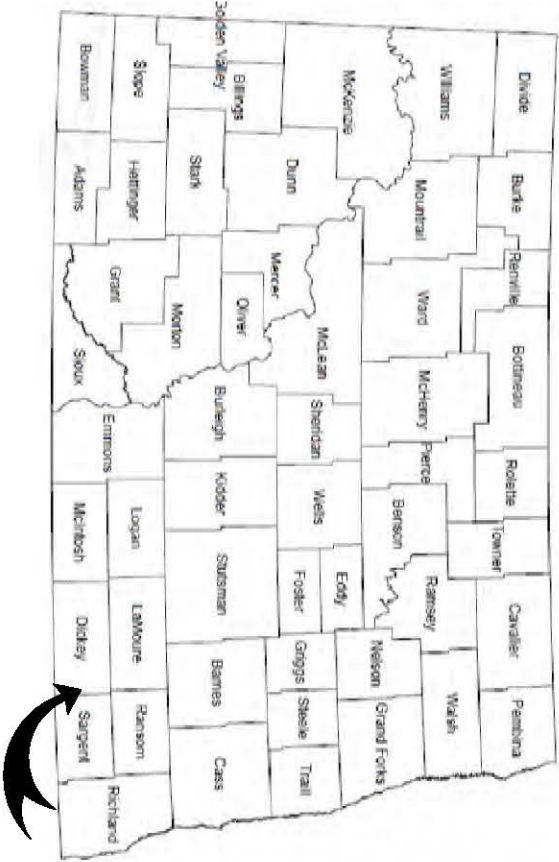 Divide
Burke
Renville
Bottineau
Rolette
Towner
Cavalier
Pembina
Williams
Mountrail
Ward
McHenry
Pierce
Benson
Ramsey
Walsh
McKenzie
Nelson
Grand Forks
Dunn
Mercer
Oliver
McLean
Sheridan
Wells
Eddy
Foster
Griggs
Steele
Traill
Golden Valley
Billings
Stark
Morton
Burleigh
Kidder
Stutsman
Barnes
Cass
Slope
Hettinger
Grant
Emmons
Logan
LaMoure
Ransom
Richland
Bowman
Adams
Sioux
McIntosh
Dickey
Sargent